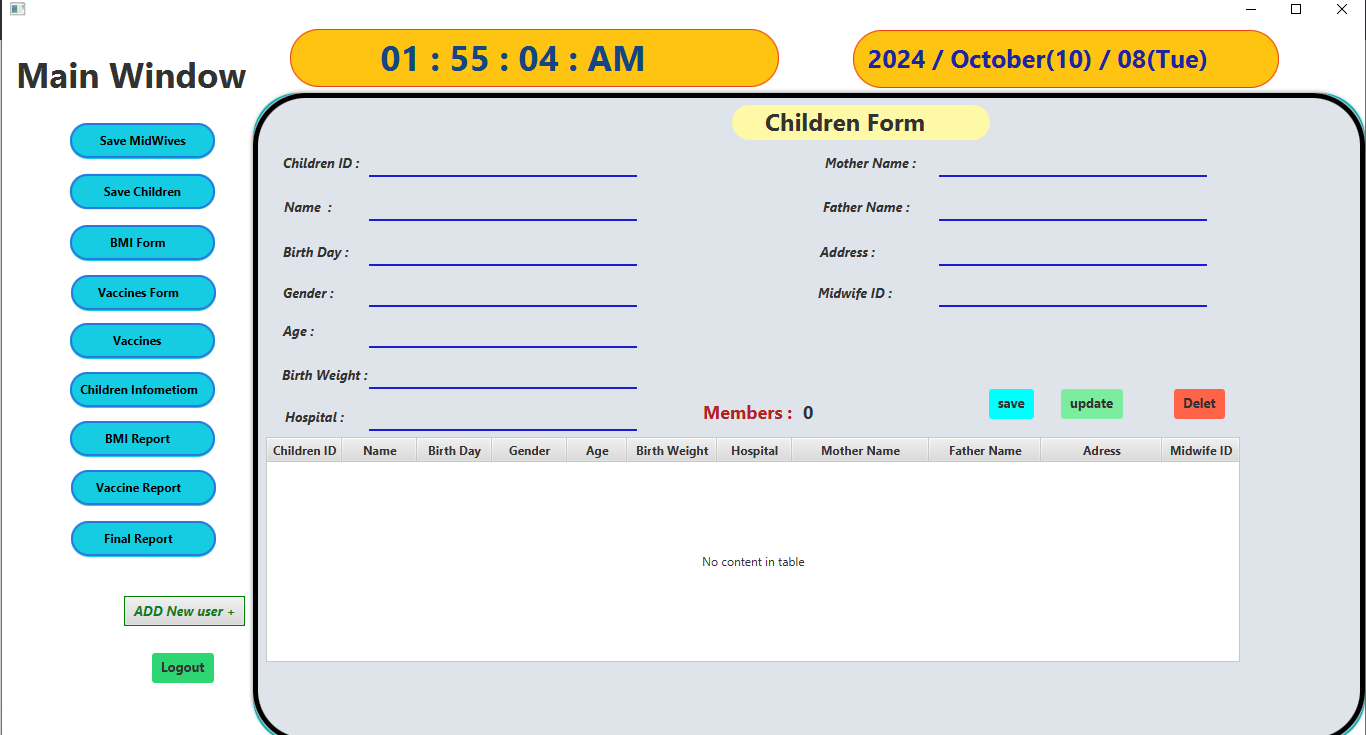 01 : 55 : 04 : AM
2024 / October(10) / 08(Tue)
Main Window
Save MidWives
Save Children
BMI Form
Vaccines Form
Vaccines
Children Infometiom
BMI Report
Vaccine Report
Final Report
ADD New user +
Logout
Children Form
Children ID :
Name :
Birth Day :
Gender :
Age :
Birth Weight :
Hospital :
Mother Name :
Father Name :
Address :
Midwife ID :
Members : 0
save update Delet
Children ID Name Birth Day Gender Age Birth Weight Hospital Mother Name Father Name Adress Midwife ID
No content in table